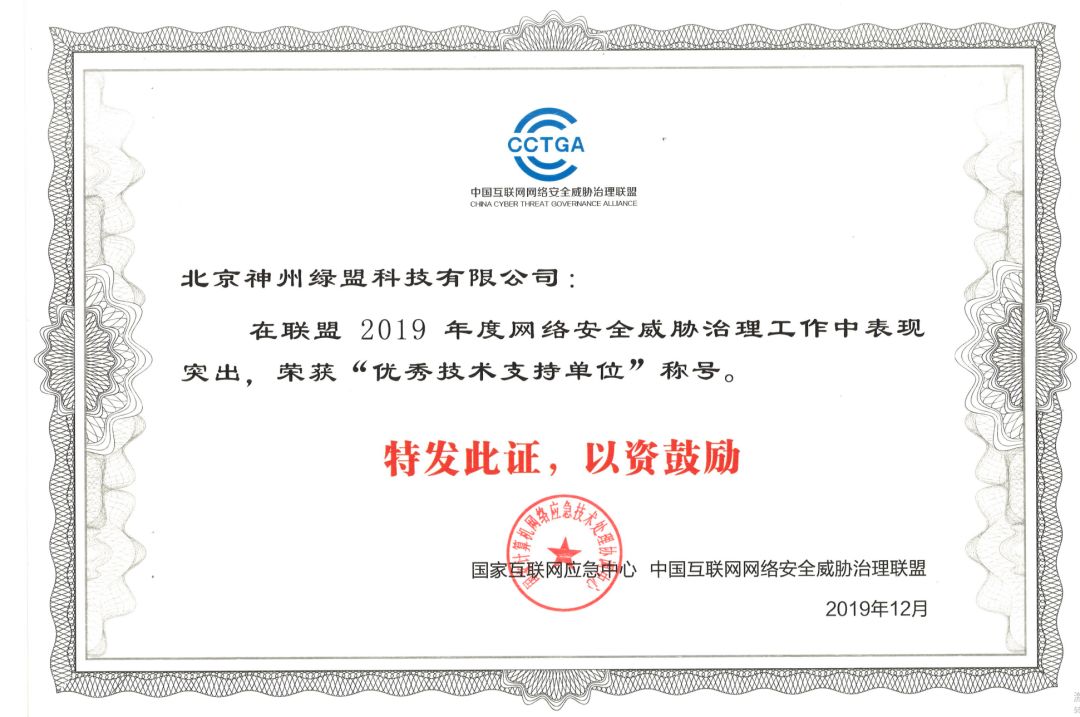 CCTGA
中国互联网网络安全威胁治理联盟
CHINA CYBER THREAT GOVERNANCE ALLIANCE
北京神州绿盟科技有限公司：
在联盟 2019 年度网络安全威胁治理工作中表现
突出，荣获“优秀技术支持单位”称号。
特发此证，以资鼓励
国家计算机网络应急技术处理协调中心
国家互联网应急中心 中国互联网网络安全威胁治理联盟
2019年12月